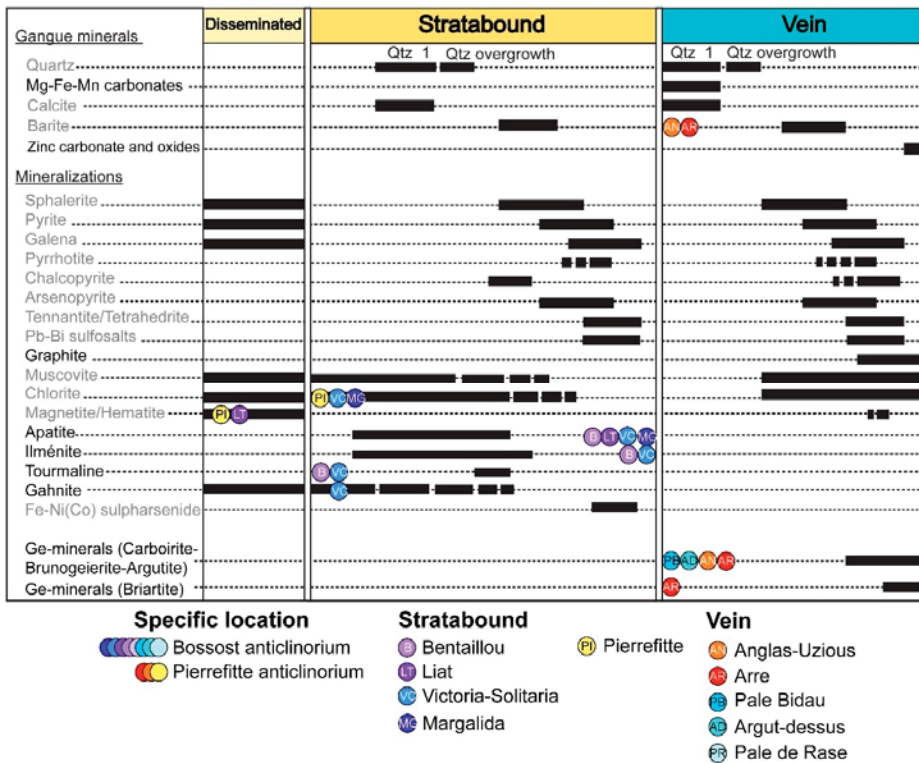 Disseminated Stratabound Vein
Gangue minerals
Qtz 1 Qtz overgrowth Qtz 1 Qtz overgrowth
Quartz
Mg-Fe-Mn carbonates
Calcite
Barite AN AR
Zinc carbonate and oxides
Mineralizations
Sphalerite
Pyrite
Galena
Pyrrhotite
Chalcopyrite
Arsenopyrite
Tennantite/Tetrahedrite
Pb-Bi sulfosalts
Graphite
Muscovite
Chlorite PI VC MG
Magnetite/Hematite PI LT
Apatite B LT VC MG
Ilménite B VC
Tourmaline B VC
Gahnite VC
Fe-Ni(Co) sulpharsenide
Ge-minerals (Carboirite-
Brunogeierite-Argutite) PB AD AN AR
Ge-minerals (Briartite) AR
Specific location
Bossost anticlinorium
Pierrefitte anticlinorium
Stratabound
B Bentaillou
LT Liat
VC Victoria-Solitaria
MG Margalida
PI Pierrefitte
Vein
AN Anglas-Uzious
AR Arre
PB Pale Bidau
AD Argut-dessus
PR Pale de Rase